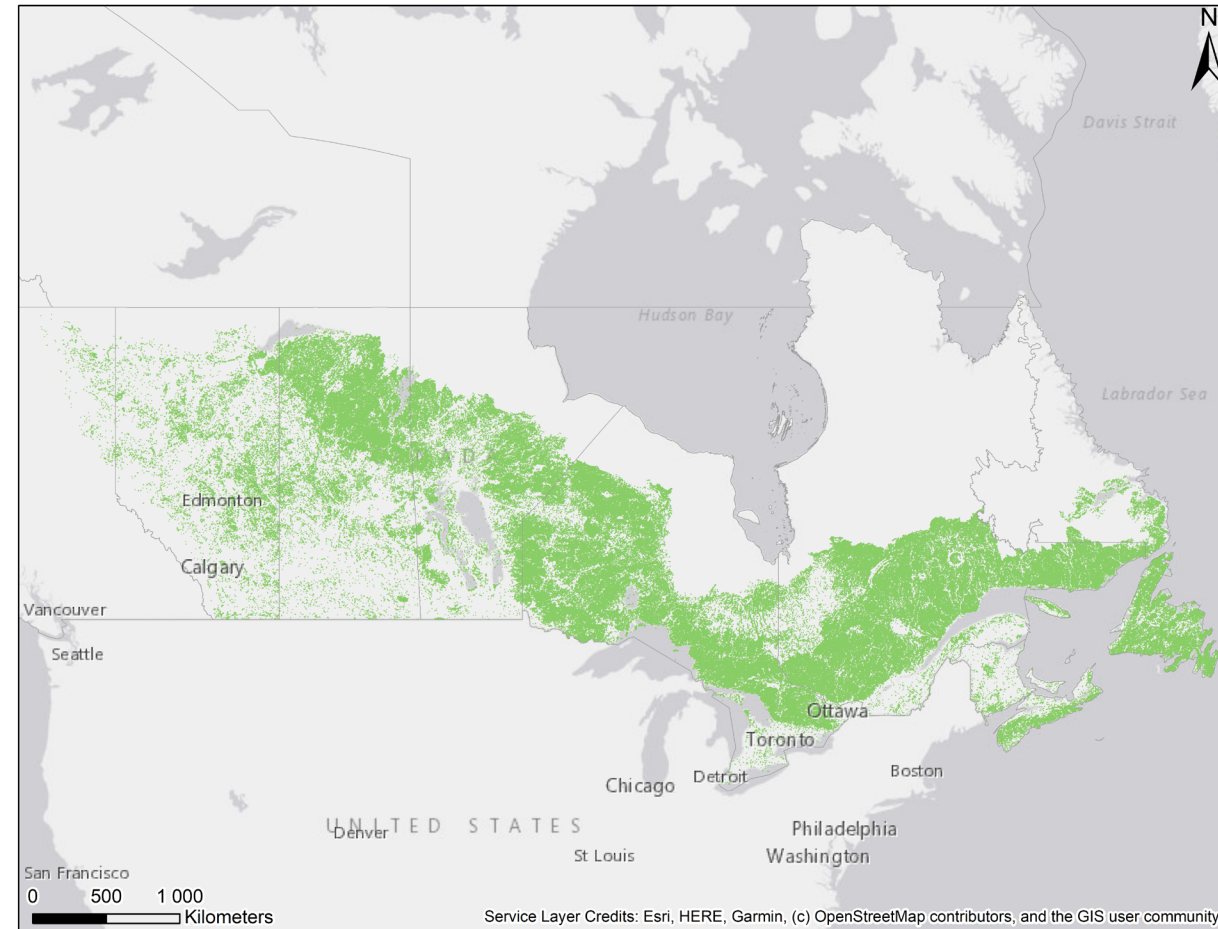 N
Davis Strait
Hudson Bay
Labrador Sea
Edmonton
Calgary
Vancouver
Seattle
Ottawa
Toronto
Boston
Detroit
Chicago
UNITED STATES
Denver
Philadelphia
St Louis
Washington
San Francisco
0 500 1 000
Kilometers
Service Layer Credits: Esri, HERE, Garmin, (c) OpenStreetMap contributors, and the GIS user community